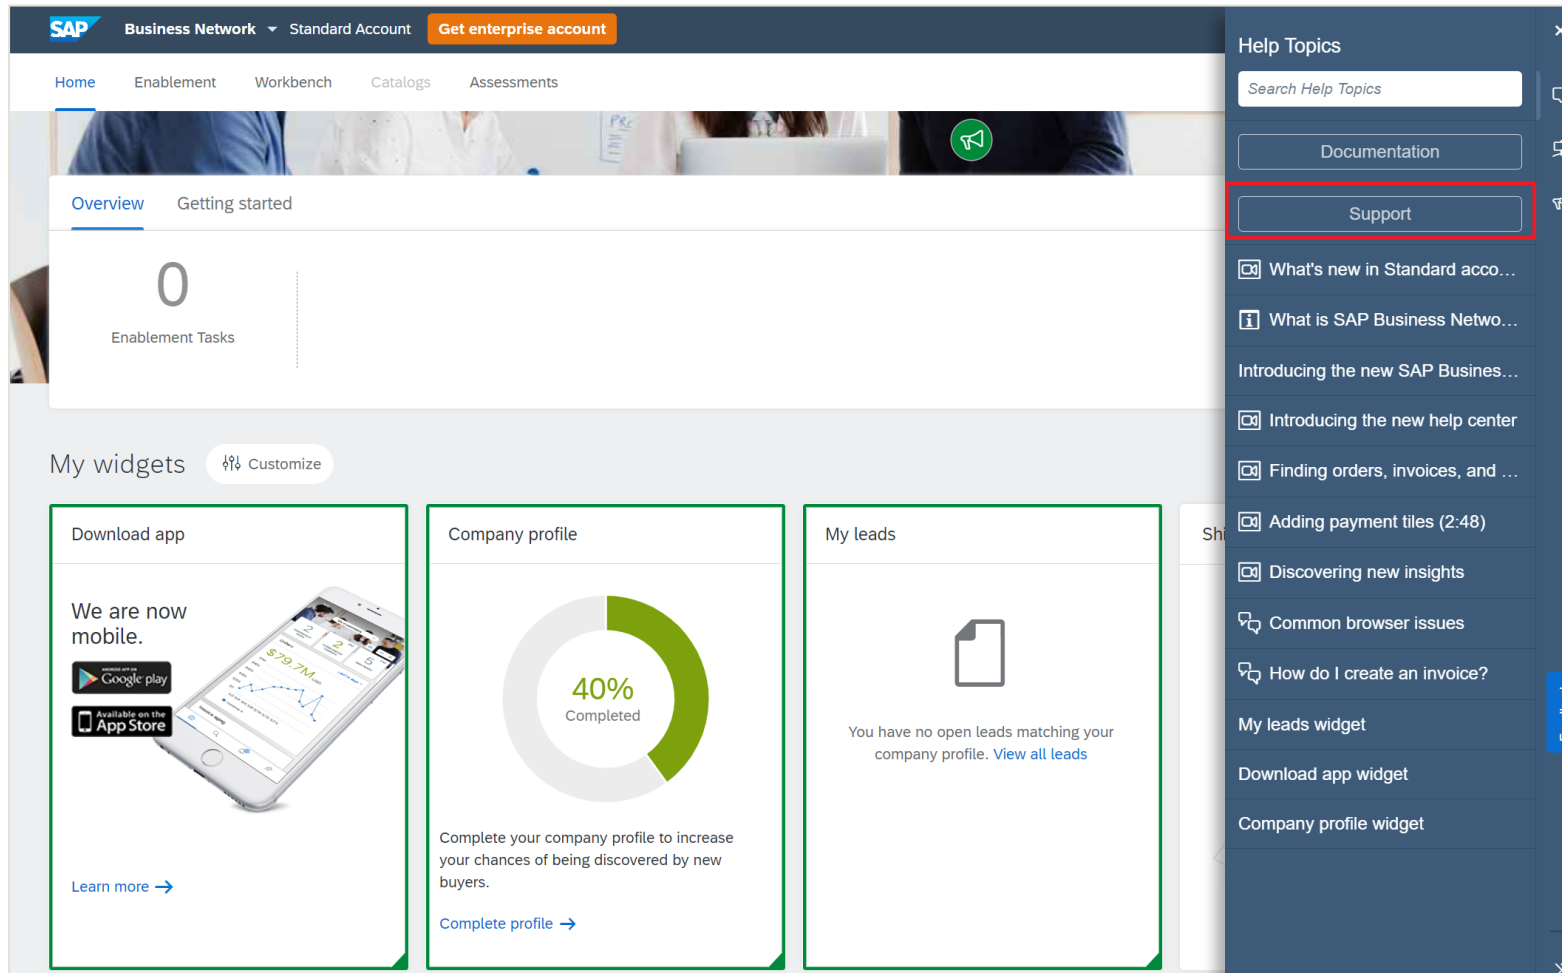 SAP Business Network Standard Account Get enterprise account
Home Enablement Workbench Catalogs Assessments
Overview Getting started
0
Enablement Tasks
My widgets Customize
Download app
We are now
mobile.
ANDROID APP ON
Google play
Available on the
App Store
$79.7M
Learn more
Company profile
40%
Completed
Complete your company profile to increase
your chances of being discovered by new
buyers.
Complete profile
My leads
You have no open leads matching your
company profile. View all leads
Shi
Help Topics
Search Help Topics
Documentation
Support
What's new in Standard acco...
What is SAP Business Netwo...
Introducing the new SAP Busines...
Introducing the new help center
Finding orders, invoices, and ...
Adding payment tiles (2:48)
Discovering new insights
Common browser issues
How do I create an invoice?
My leads widget
Download app widget
Company profile widget